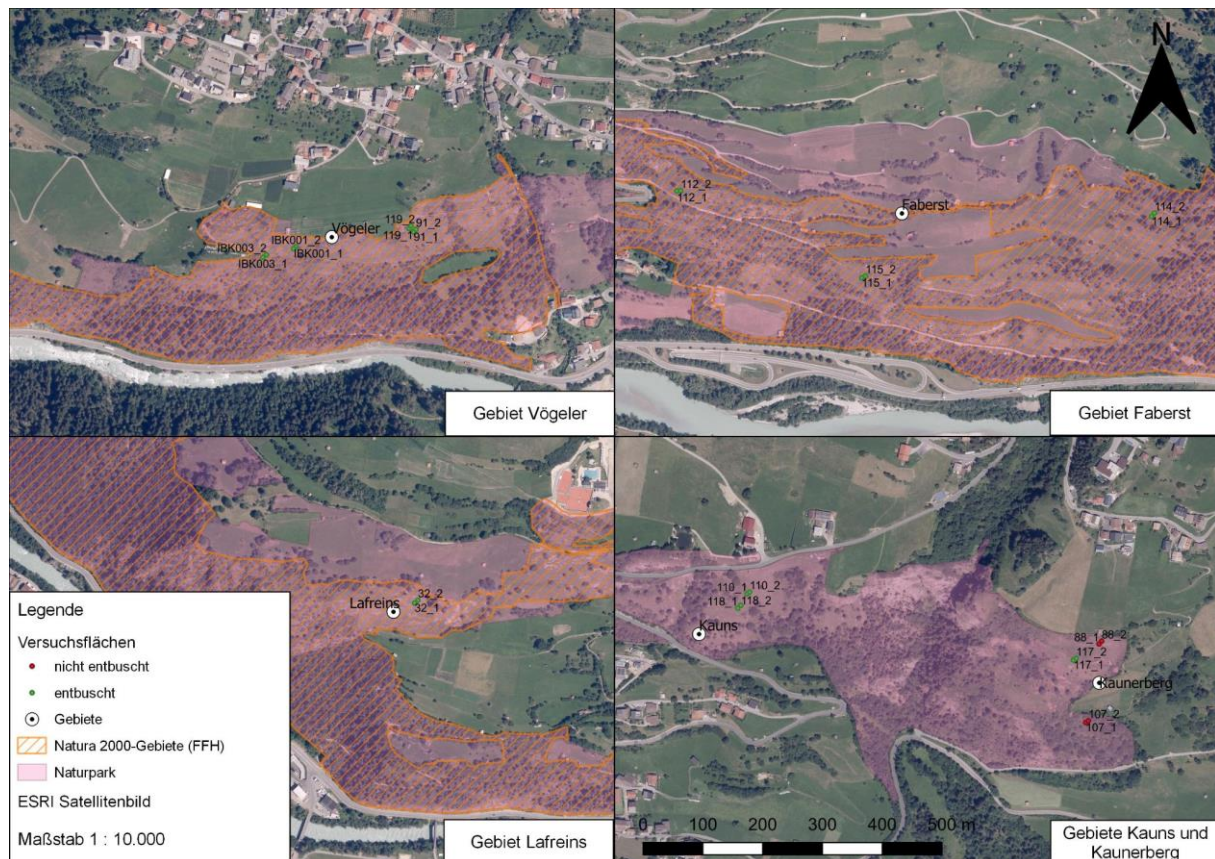 N
119_2
91_2
119_1
91_1
Vögeler
IBK003_2
IBK001_2
IBK001_1
IBK003_1
Gebiet Vögeler
112_2
112_1
Faberst
114_2
114_1
115_2
115_1
Gebiet Faberst
Lafreins
32_2
32_1
Gebiet Lafreins
110_1
110_2
118_1
118_2
Kauns
88_1
88_2
117_2
117_1
Kaunerberg
107_2
107_1
0 100 200 300 400 500 m
Gebiete Kauns und
Kaunerberg
Legende
Versuchsflächen
nicht entbuscht
entbuscht
Gebiete
Natura 2000-Gebiete (FFH)
Naturpark
ESRI Satellitenbild
Maßstab 1 : 10.000